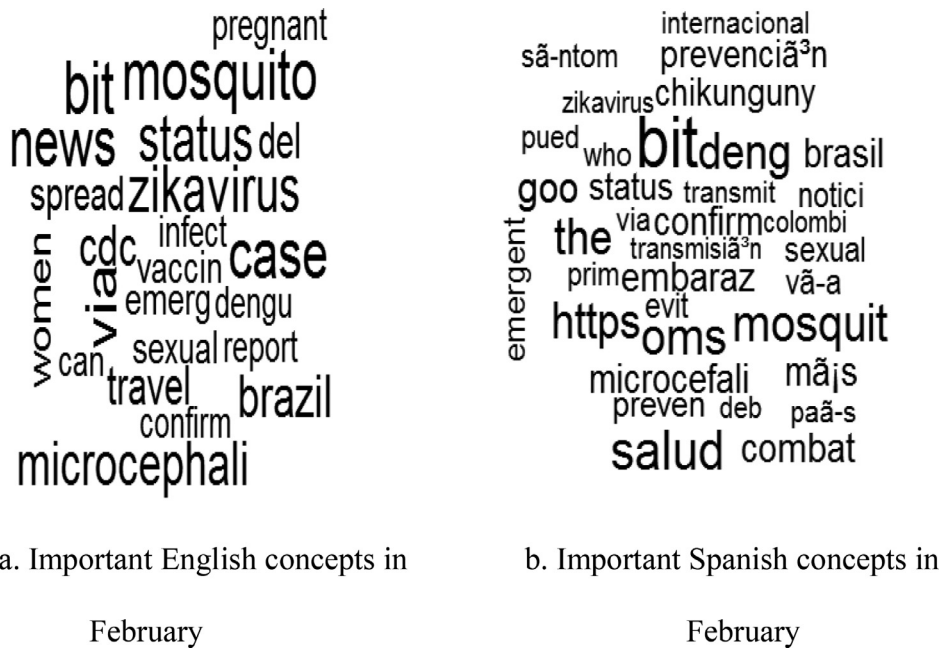 pregnant
bit mosquito
news status del
spread zikavirus
women cdc infect case
via vaccin
emerg dengu
can sexual report
travel brazil
confirm
microcephali
a. Important English concepts in
February
internacional
sã-ntom prevenciã³n
zikavirus chikunguny
pued who bit deng brasil
goo status transmit notici
emergent the via confirm colombi
transmisiã³n sexual
prim embaraz vã-a
https evit mosquit
oms
microcefali mã¡s
preven deb paã-s
salud combat
b. Important Spanish concepts in
February